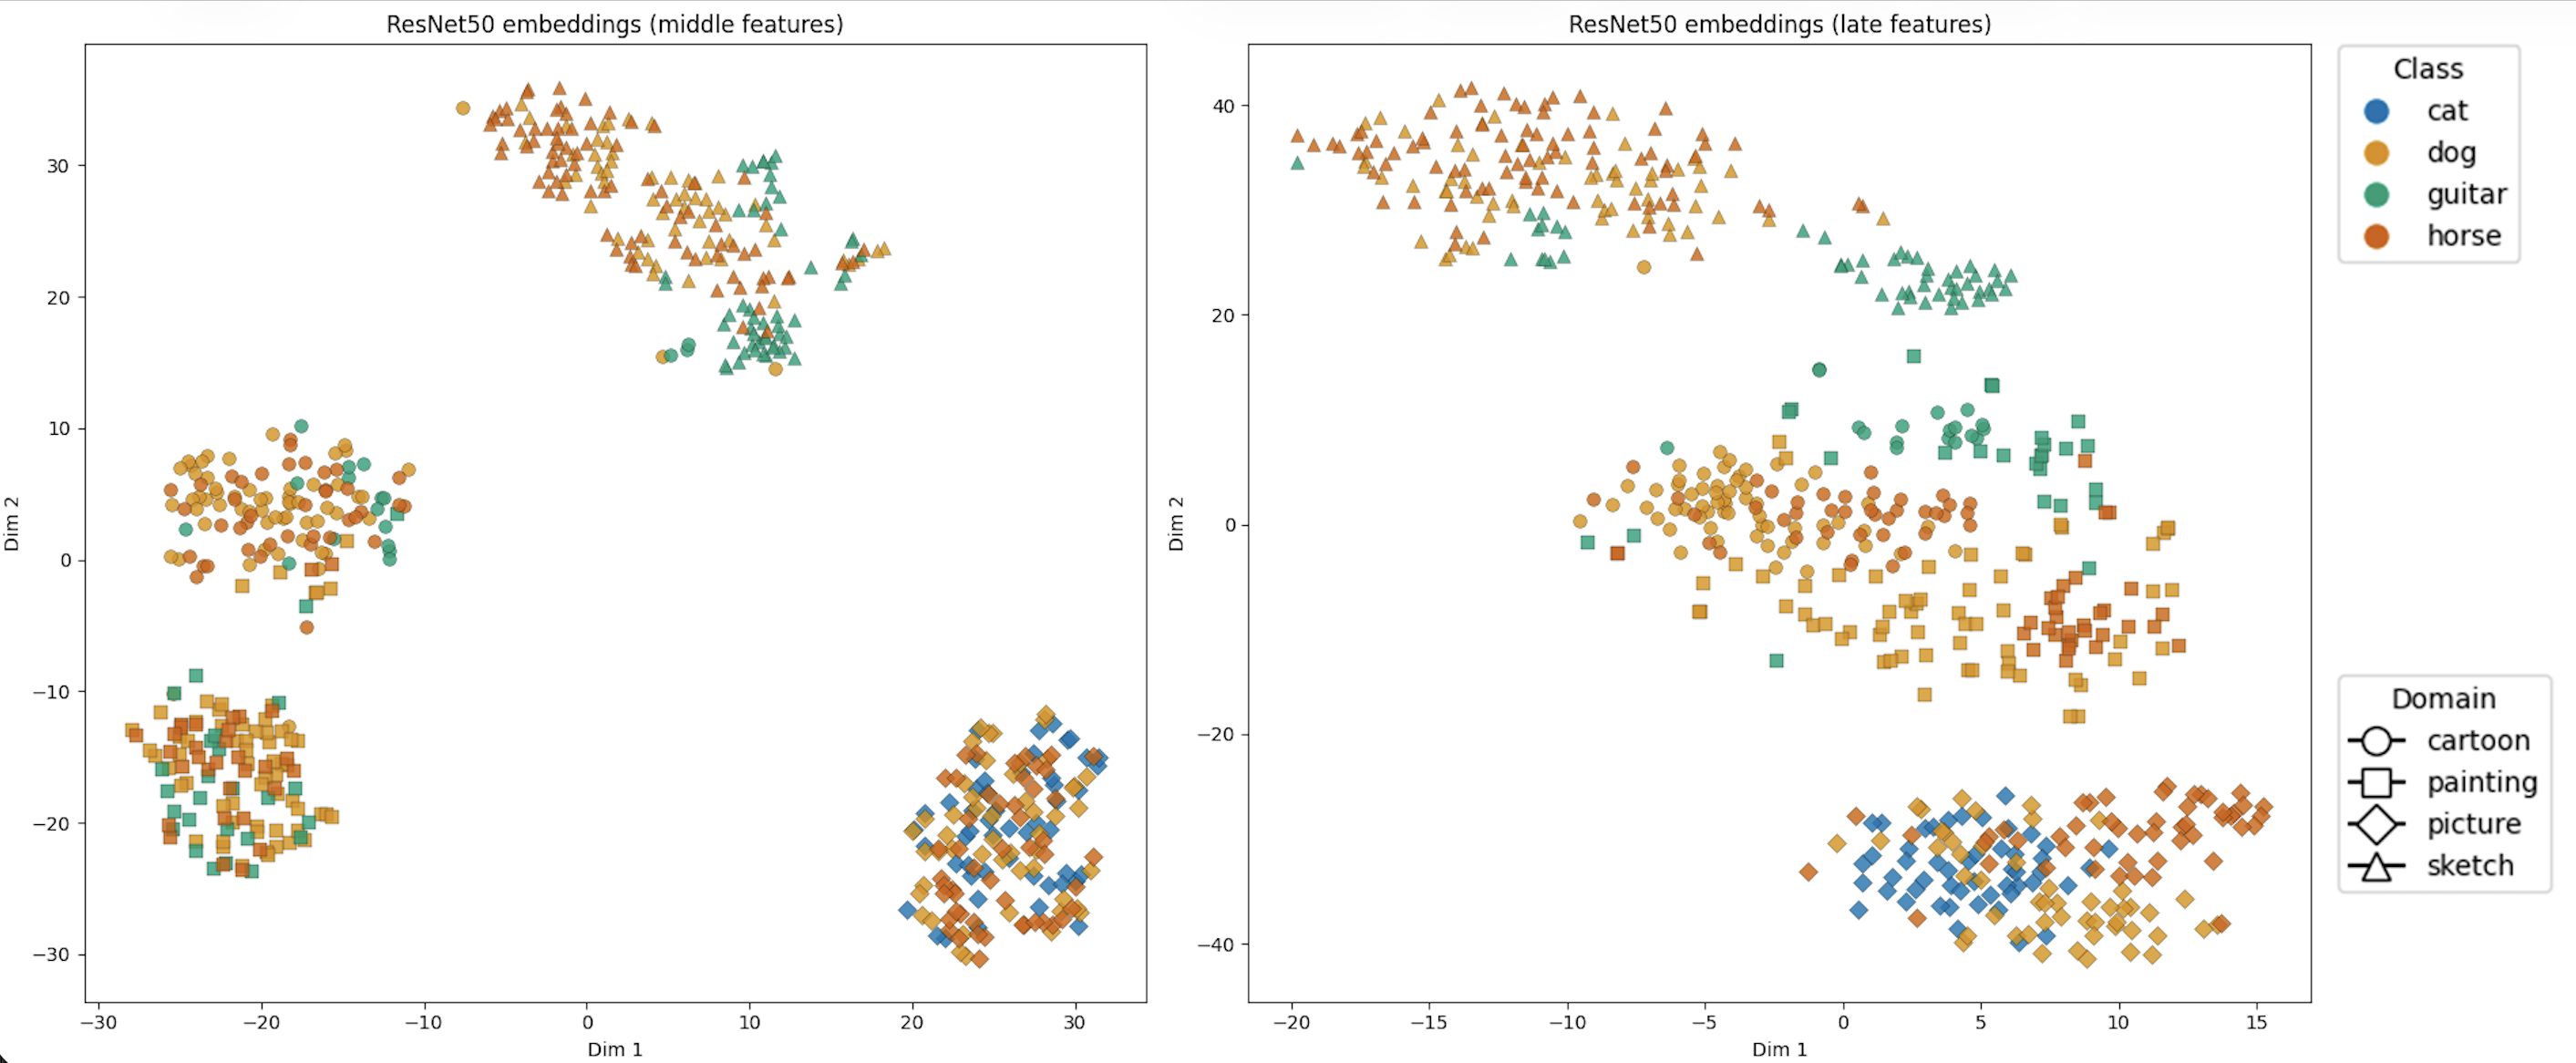 ResNet50 embeddings (middle features)
30
20
10
0
−10
−20
−30
Dim 2
−30
−20
−10
0
10
20
30
Dim 1
ResNet50 embeddings (late features)
40
20
0
−20
−40
Dim 2
−20
−15
−10
−5
0
5
10
15
Dim 1
Class
cat
dog
guitar
horse
Domain
cartoon
painting
picture
sketch